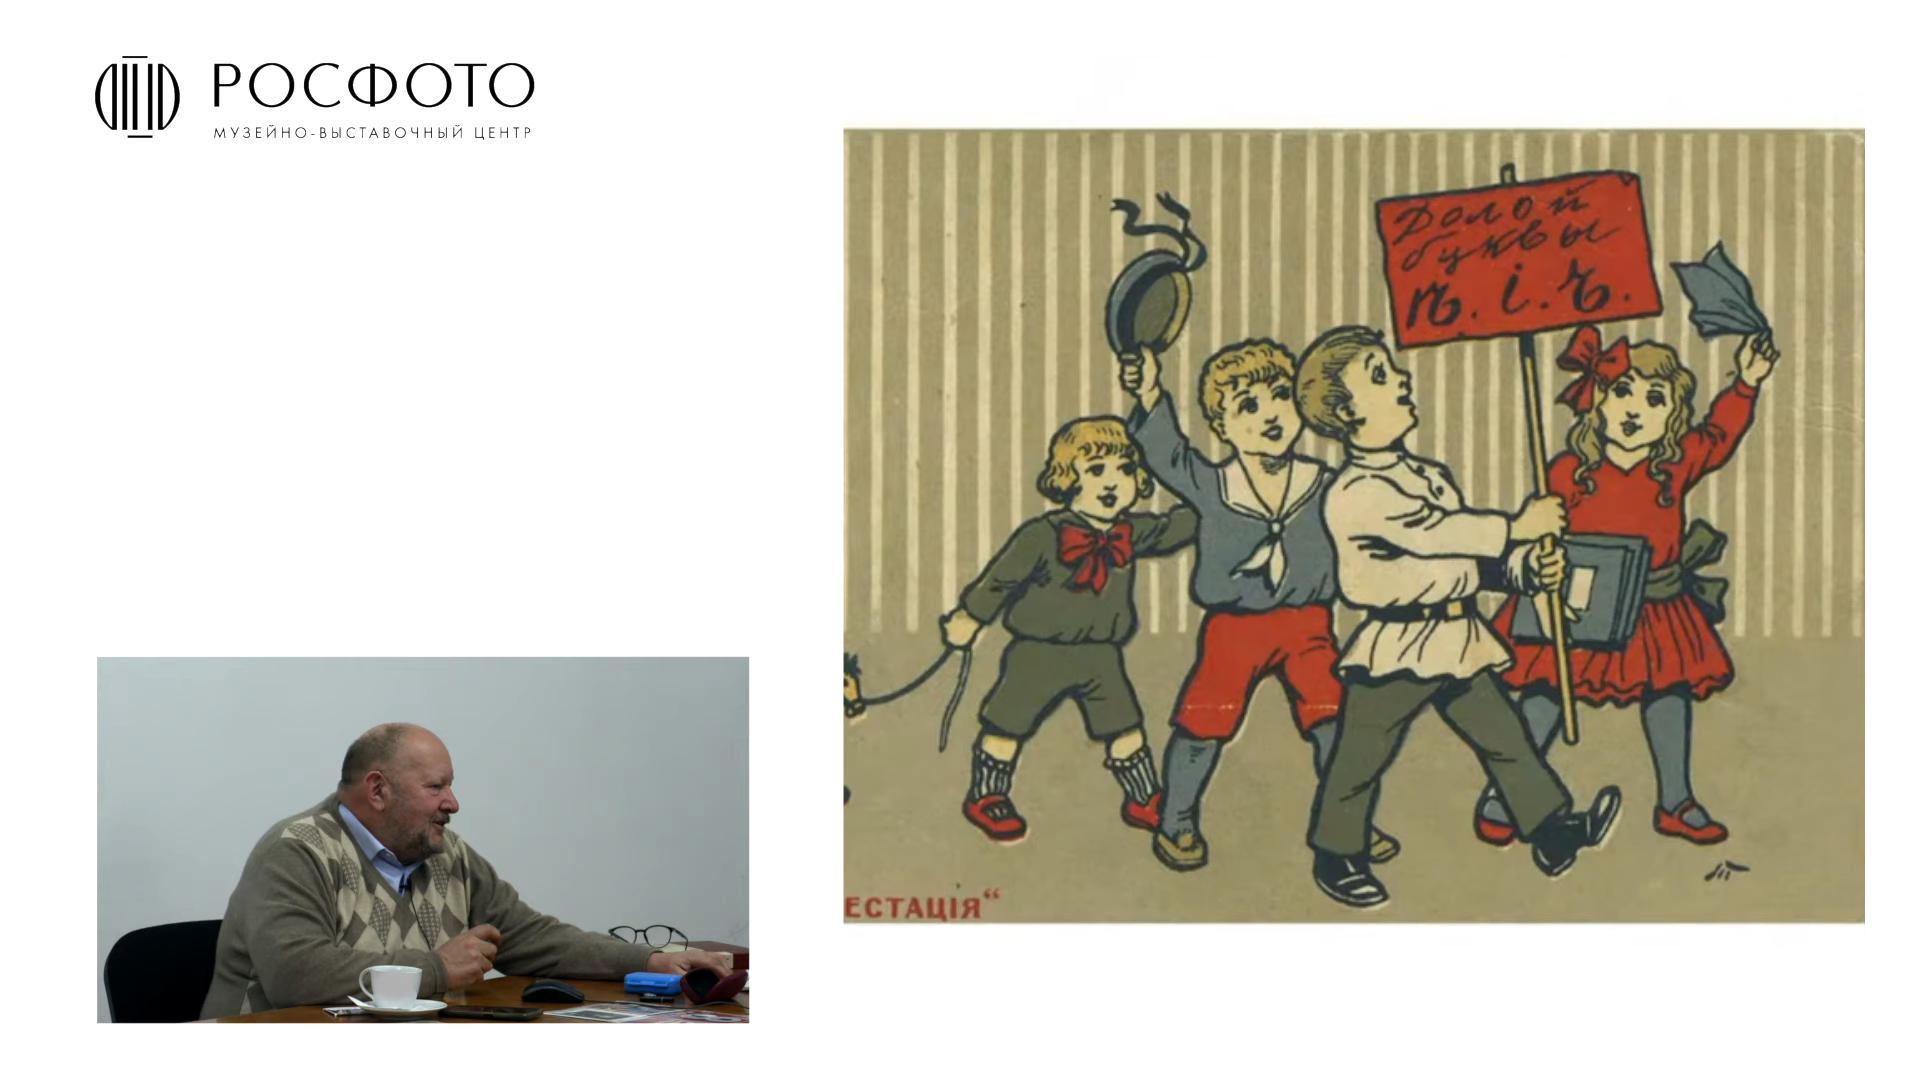 РОСФОТО
МУЗЕЙНО-ВЫСТАВОЧНЫЙ ЦЕНТР
Долой
буквы
ѣ. i. ъ.
ЕСТАЦІЯ“